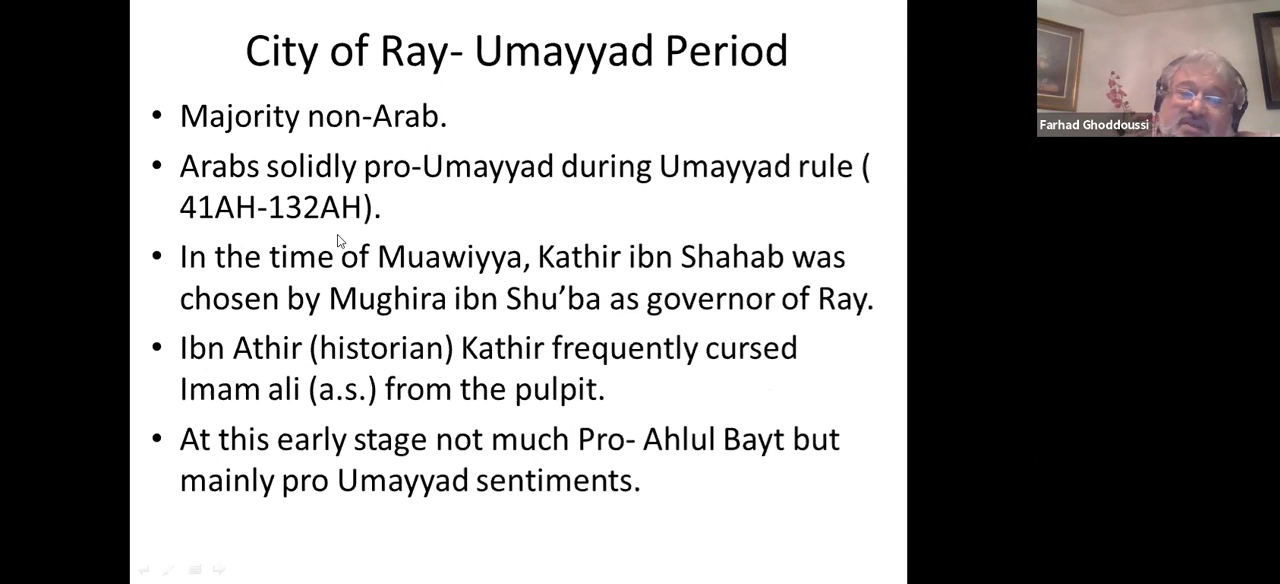 City of Ray- Umayyad Period
• Majority non-Arab.
• Arabs solidly pro-Umayyad during Umayyad rule (
41AH-132AH).
• In the time of Muawiyya, Kathir ibn Shahab was
chosen by Mughira ibn Shu’ba as governor of Ray.
• Ibn Athir (historian) Kathir frequently cursed
Imam ali (a.s.) from the pulpit.
• At this early stage not much Pro- Ahlul Bayt but
mainly pro Umayyad sentiments.
Farhad Ghoddoussi